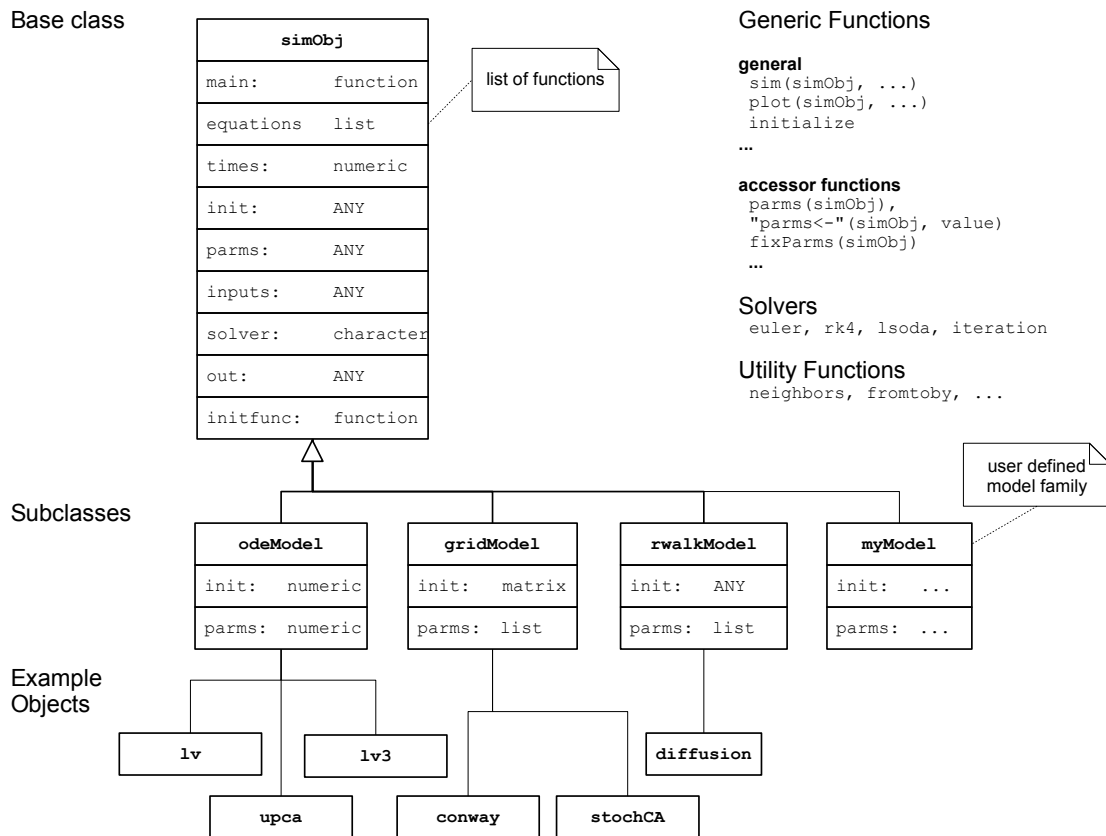 Base class
simObj
main: function
equations list
times: numeric
init: ANY
parms: ANY
inputs: ANY
solver: character
out: ANY
initfunc: function
list of functions
Generic Functions
general
sim(simObj, ...)
plot(simObj, ...)
initialize
...
accessor functions
parms(simObj),
"parms<-"(simObj, value)
fixParms(simObj)
...
Solvers
euler, rk4, lsoda, iteration
Utility Functions
neighbors, fromtoby, ...
user defined
model family
Subclasses
odeModel
init: numeric
parms: numeric
gridModel
init: matrix
parms: list
rwalkModel
init: ANY
parms: list
myModel
init: ...
parms: ...
Example
Objects
lv
lv3
diffusion
upca
conway
stochCA